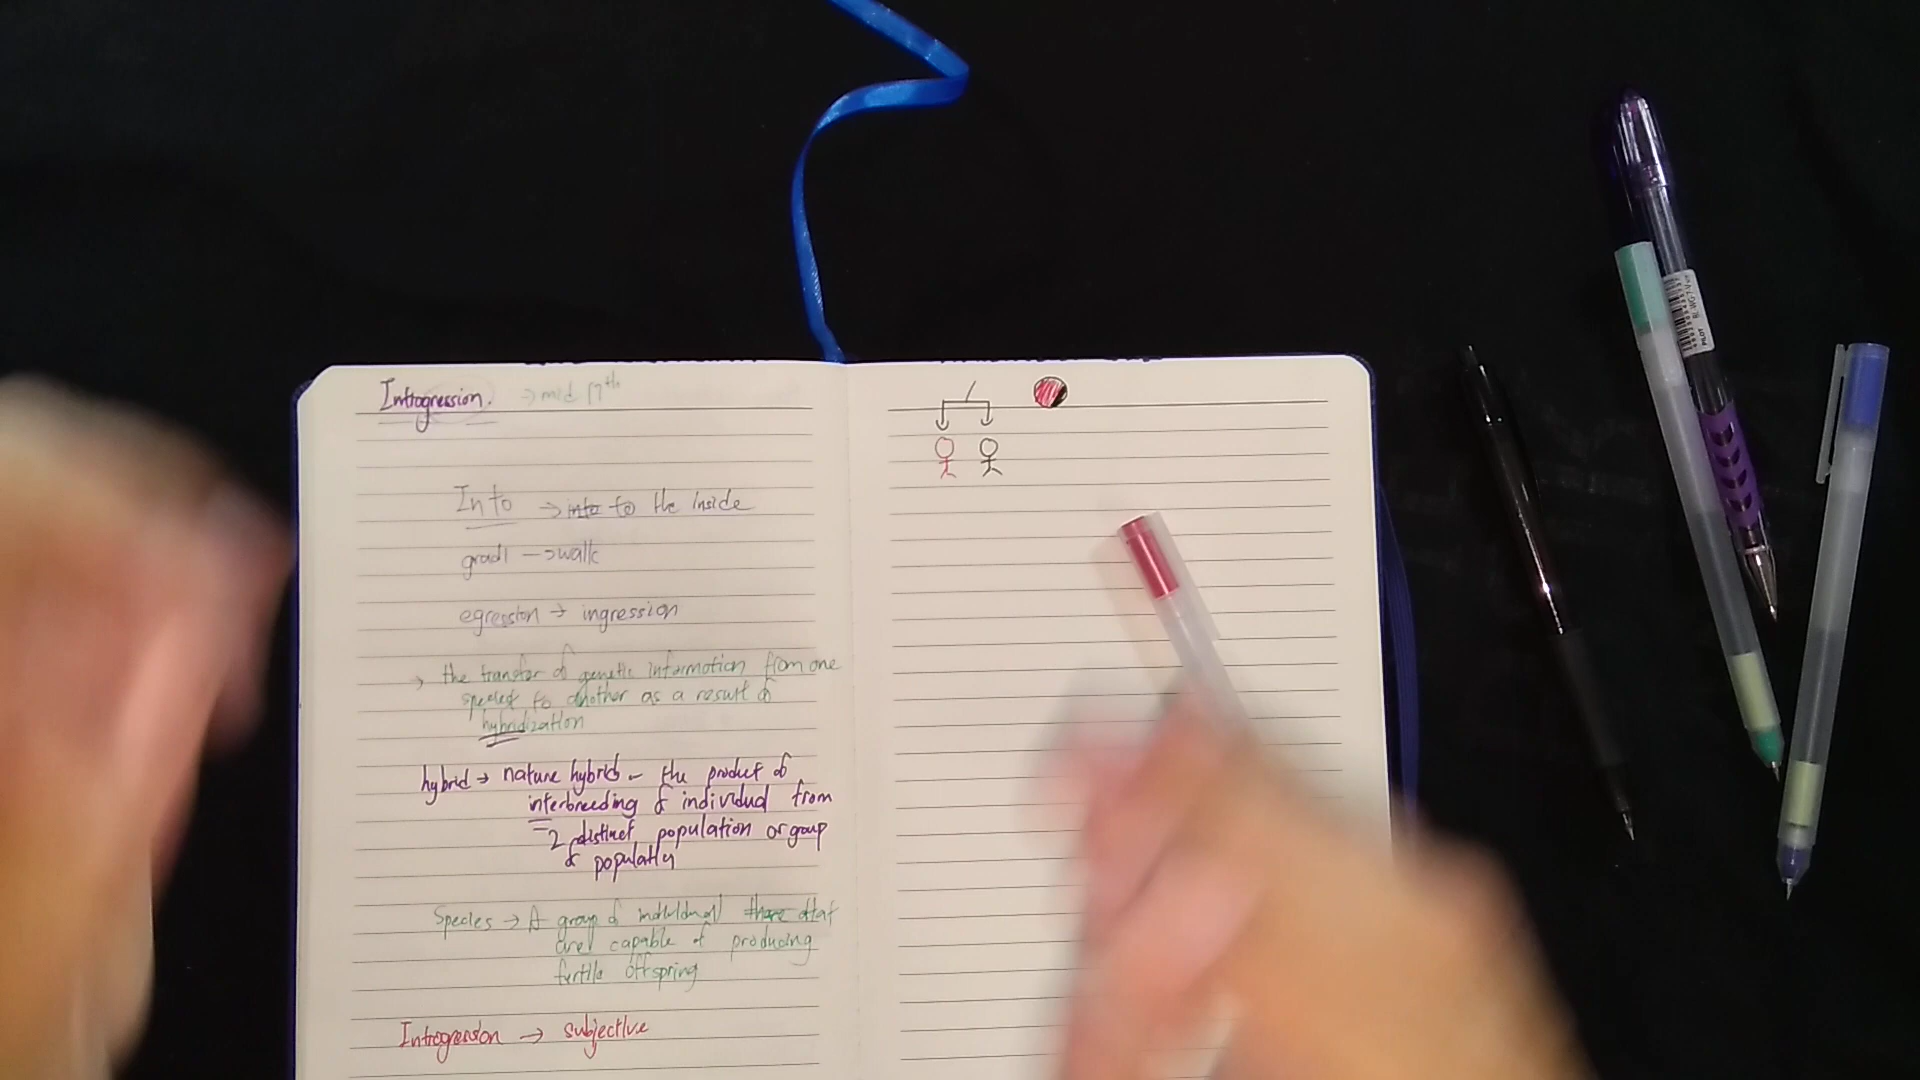 Introgression. → mid 17th
Into → into to the inside
gradi → walk
egression → ingression
→ the transfer of genetic information from one
species to another as a result of
hybridization
hybrid → nature hybrids - the product of
interbreeding of individual from
2 distinct population or group
of
Species → A group of individual that
are capable of producing
fertile offspring
Introgression → subjective
PILOT